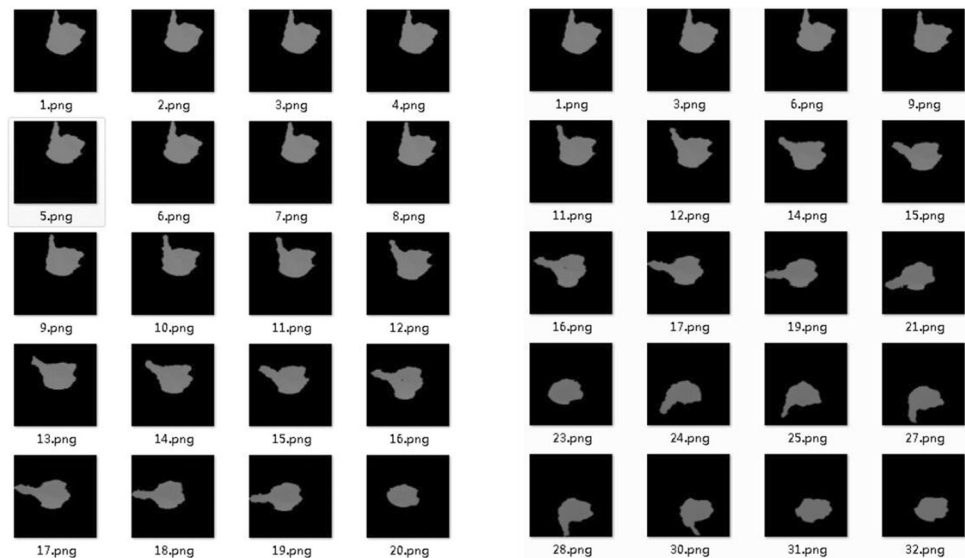 1.png 2.png 3.png 4.png
5.png 6.png 7.png 8.png
9.png 10.png 11.png 12.png
13.png 14.png 15.png 16.png
17.png 18.png 19.png 20.png
1.png 3.png 6.png 9.png
11.png 12.png 14.png 15.png
16.png 17.png 19.png 21.png
23.png 24.png 25.png 27.png
28.png 30.png 31.png 32.png